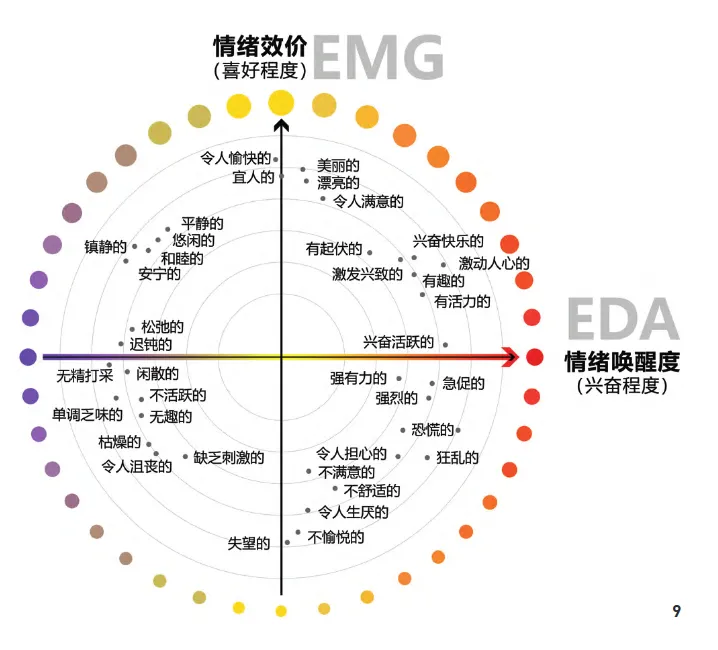 情绪效价
(喜好程度)
EMG
令人愉快的
宜人的
美丽的
漂亮的
令人满意的
平静的
悠闲的
镇静的
和睦的
安宁的
有起伏的
兴奋快乐的
激动人心的
激发兴致的
有趣的
有活力的
松弛的
迟钝的
兴奋活跃的
EDA
情绪唤醒度
(兴奋程度)
无精打采
闲散的
不活跃的
单调乏味的
无趣的
枯燥的
令人沮丧的
缺乏刺激的
强有力的
急促的
强烈的
恐慌的
令人担心的
狂乱的
不满意的
不舒适的
令人生厌的
失望的
不愉悦的
9